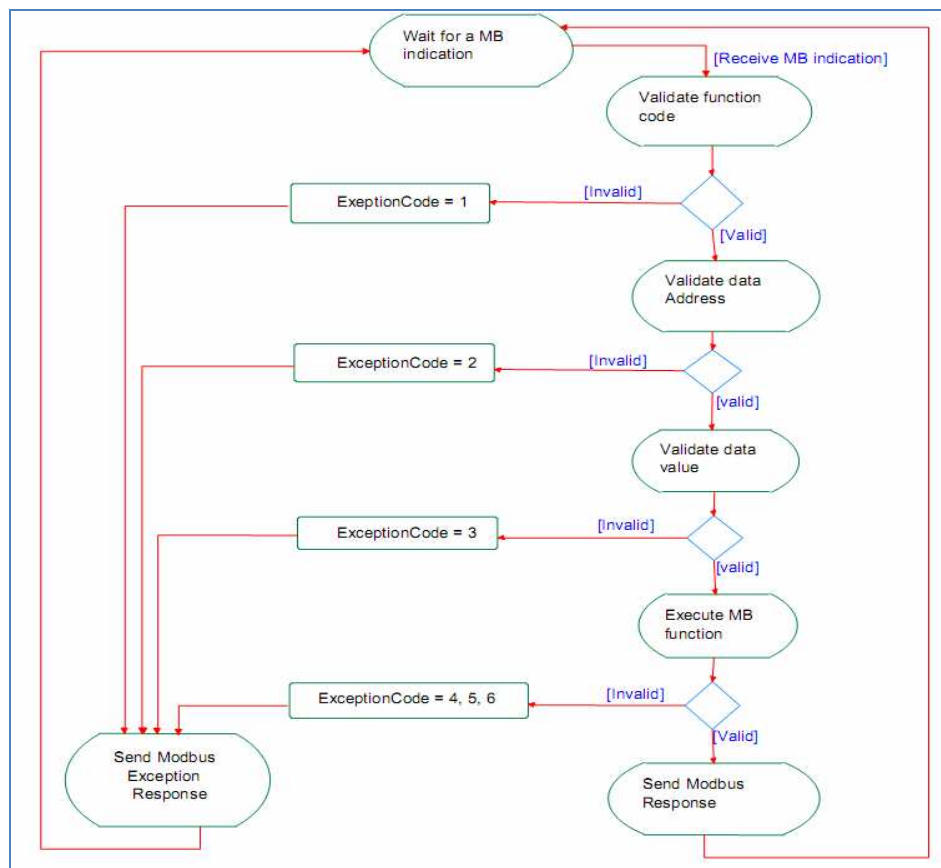 Wait for a MB
indication
[Receive MB indication]
Validate function
code
[Invalid]
ExeptionCode = 1
[Valid]
Validate data
Address
[Invalid]
ExceptionCode = 2
[valid]
Validate data
value
[Invalid]
ExceptionCode = 3
[valid]
Execute MB
function
[Invalid]
ExceptionCode = 4, 5, 6
[Valid]
Send Modbus
Exception
Response
Send Modbus
Response